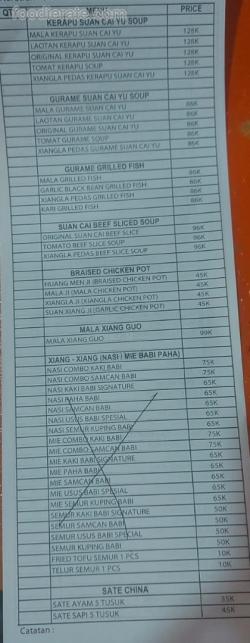 foodiecrate.com
QT MENU PRICE
KERAPU SUAN CAI YU SOUP
MALA KERAPU SUAN CAI YU 128K
LAOTAN KERAPU SUAN CAI YU 128K
ORIGINAL KERAPU SUAN CAI YU 128K
TOMAT KERAPU SOUP 128K
XIANGLA PEDAS KERAPU SUAN CAI YU 128K
GURAME SUAN CAI YU SOUP
MALA GURAME SUAN CAI YU 86K
LAOTAN GURAME SUAN CAI YU 86K
ORIGINAL GURAME SUAN CAI YU 86K
TOMAT GURAME SOUP 86K
XIANGLA PEDAS GURAME SUAN CAI YU 86K
GURAME GRILLED FISH
MALA GRILLED FISH 86K
GARLIC BLACK BEAN GRILLED FISH 86K
XIANGLA PEDAS GRILLED FISH 86K
KARI GRILLED FISH 86K
SUAN CAI BEEF SLICED SOUP
ORIGINAL SUAN CAI BEEF SLICE 96K
TOMATO BEEF SLICE SOUP 96K
XIANGLA PEDAS BEEF SLICE SOUP 96K
BRAISED CHICKEN POT
HUANG MEN JI (BRAISED CHICKEN POT) 45K
MALA JI (MALA CHICKEN POT) 45K
XIANGLA JI (XIANGLA CHICKEN POT) 45K
SUAN XIANG JI (GARLIC CHICKEN POT) 45K
MALA XIANG GUO
MALA XIANG GUO 99K
XIANG - XIANG (NASI / MIE BABI PAHA)
NASI COMBO KAKI BABI 75K
NASI COMBO SAMCAN BABI 75K
NASI KAKI BABI SIGNATURE 65K
NASI PAHA BABI 65K
NASI SAMCAN BABI 65K
NASI USUS BABI SPESIAL 65K
NASI SEMUR KUPING BABI 65K
MIE COMBO KAKI BABI 75K
MIE COMBO SAMCAN BABI 75K
MIE KAKI BABI SIGNATURE 65K
MIE PAHA BABI 65K
MIE SAMCAN BABI 65K
MIE USUS BABI SPESIAL 65K
MIE SEMUR KUPING BABI 65K
SEMUR KAKI BABI SIGNATURE 50K
SEMUR SAMCAN BABI 50K
SEMUR USUS BABI SPECIAL 50K
SEMUR KUPING BABI 50K
FRIED TOFU SEMUR 1 PCS 10K
TELUR SEMUR 1 PCS 10K
SATE CHINA
SATE AYAM 5 TUSUK 35K
SATE SAPI 5 TUSUK 45K
Catatan :